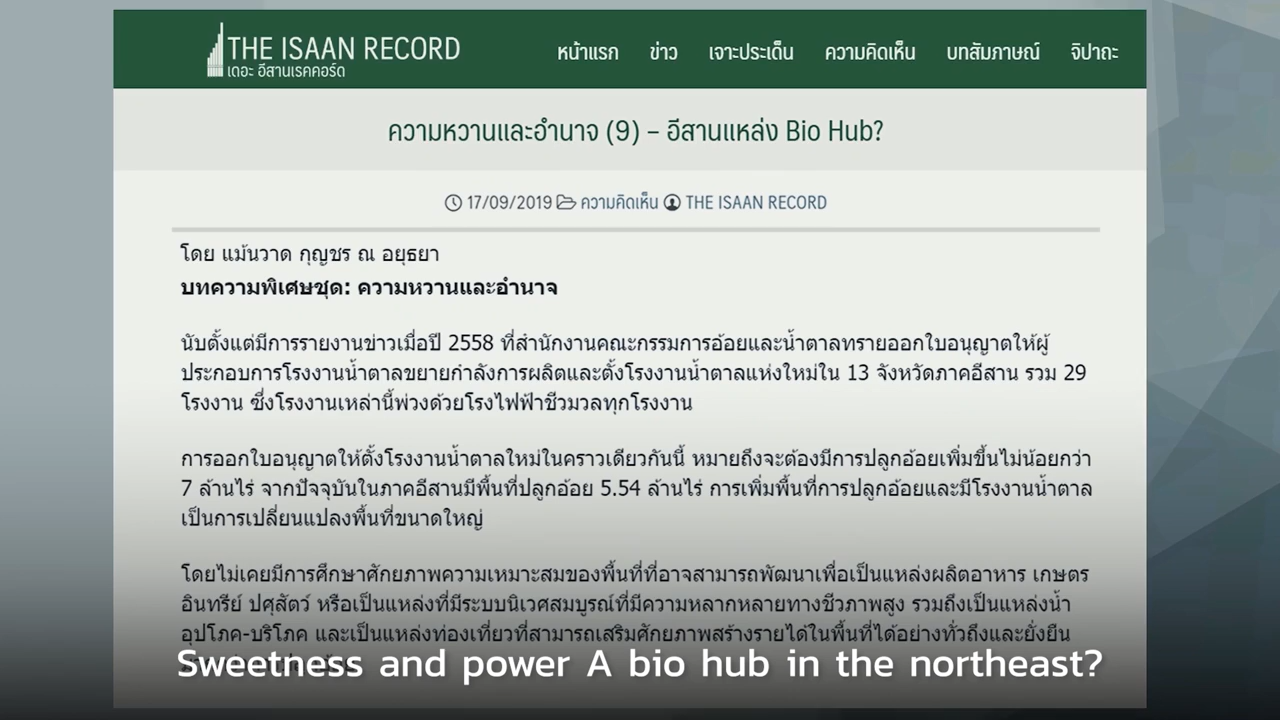 THE ISAAN RECORD
เดอะ อีสานเรคคอร์ด
หน้าแรก ข่าว เจาะประเด็น ความคิดเห็น บทสัมภาษณ์ จิปาถะ
ความหวานและอำนาจ (9) – อีสานแหล่ง Bio Hub?
17/09/2019 ความคิดเห็น THE ISAAN RECORD
โดย แม้นวาด กุญชร ณ อยุธยา
บทความพิเศษชุด: ความหวานและอำนาจ
นับตั้งแต่มีการรายงานข่าวเมื่อปี 2558 ที่สำนักงานคณะกรรมการอ้อยและน้ำตาลทรายออกใบอนุญาตให้ผู้
ประกอบการโรงงานน้ำตาลขยายกำลังการผลิตและตั้งโรงงานน้ำตาลแห่งใหม่ใน 13 จังหวัดภาคอีสาน รวม 29
โรงงาน ซึ่งโรงงานเหล่านี้พ่วงด้วยโรงไฟฟ้าชีวมวลทุกโรงงาน
การออกใบอนุญาตให้ตั้งโรงงานน้ำตาลใหม่ในคราวเดียวกันนี้ หมายถึงจะต้องมีการปลูกอ้อยเพิ่มขึ้นไม่น้อยกว่า
7 ล้านไร่ จากปัจจุบันในภาคอีสานมีพื้นที่ปลูกอ้อย 5.54 ล้านไร่ การเพิ่มพื้นที่การปลูกอ้อยและมีโรงงานน้ำตาล
เป็นการเปลี่ยนแปลงพื้นที่ขนาดใหญ่
โดยไม่เคยมีการศึกษาศักยภาพความเหมาะสมของพื้นที่ที่อาจสามารถพัฒนาเพื่อเป็นแหล่งผลิตอาหาร เกษตร
อินทรีย์ ปศุสัตว์ หรือเป็นแหล่งที่มีระบบนิเวศสมบูรณ์ที่มีความหลากหลายทางชีวภาพสูง รวมถึงเป็นแหล่งน้ำ
อุปโภค-บริโภค และเป็นแหล่งท่องเที่ยวที่สามารถเสริมศักยภาพสร้างรายได้ในพื้นที่ได้อย่างทั่วถึงและยั่งยืน
Sweetness and power A bio hub in the northeast?